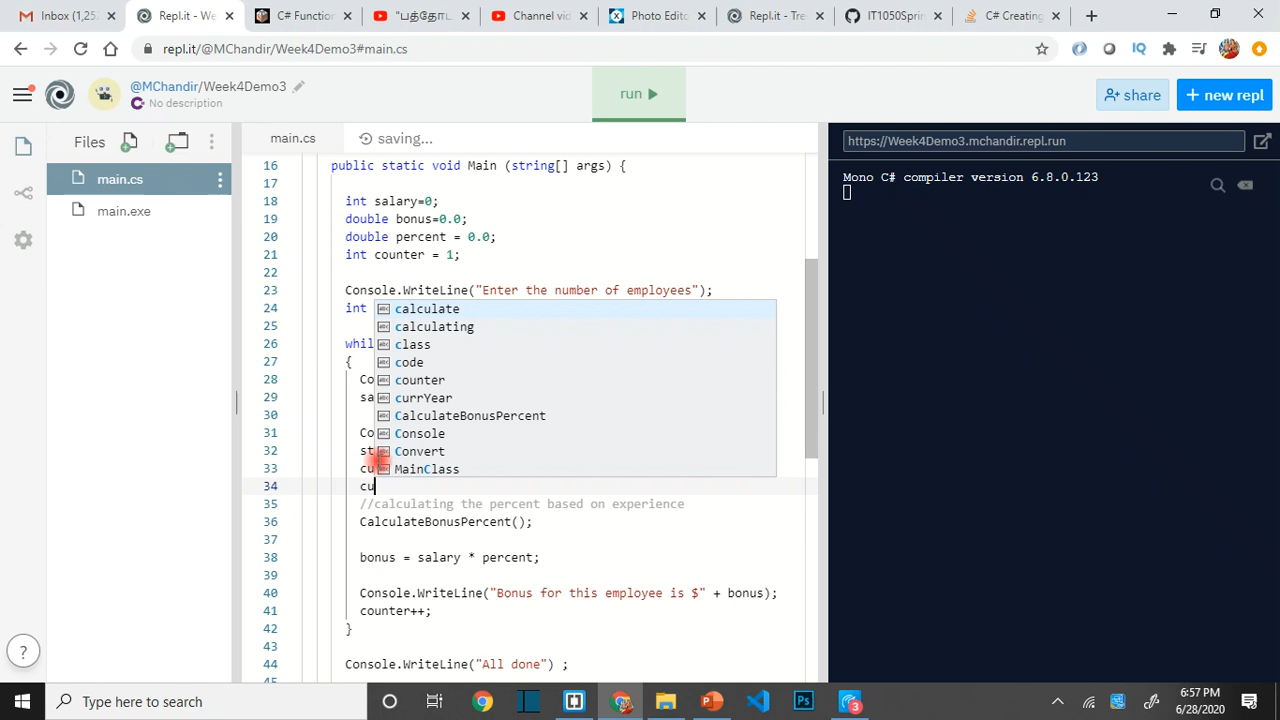 Inbox (1,25
Repl.it - We
C# Function
"பத்தோட
Channel vid
Photo Edito
Repl.it - Tre
IT1050Sprin
C# Creating
repl.it/@MChandir/Week4Demo3#main.cs
IQ
@MChandir/Week4Demo3
No description
run
share
+ new repl
Files
main.cs
saving...
https://Week4Demo3.mchandir.repl.run
main.cs
main.exe
Mono C# compiler version 6.8.0.123
16 public static void Main (string[] args) {
17
18 int salary=0;
19 double bonus=0.0;
20 double percent = 0.0;
21 int counter = 1;
22
23 Console.WriteLine("Enter the number of employees");
24 int
25
26 whil
27 {
28 Co
29 sa
30
31 Co
32 st
33 cu
34 cu
calculate
calculating
class
code
counter
currYear
CalculateBonusPercent
Console
Convert
MainClass
35 //calculating the percent based on experience
36 CalculateBonusPercent();
37
38 bonus = salary * percent;
39
40 Console.WriteLine("Bonus for this employee is $" + bonus);
41 counter++;
42 }
43
44 Console.WriteLine("All done") ;
45
?
Type here to search
Ps
3
6:57 PM
6/28/2020